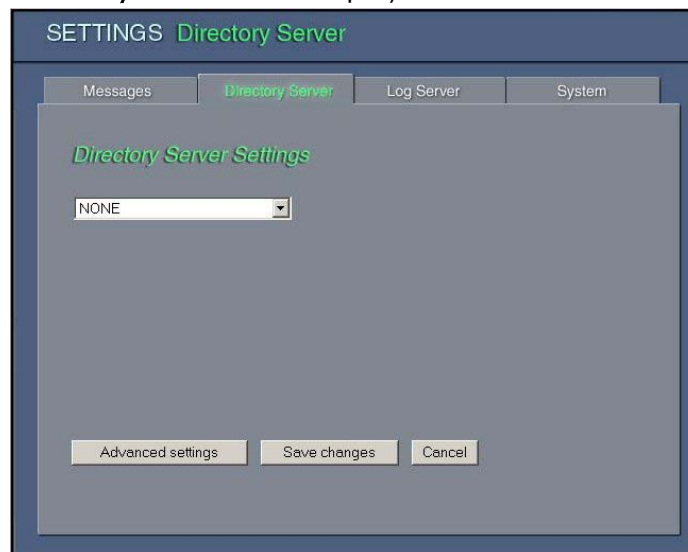 SETTINGS Directory Server
Messages Directory Server Log Server System
Directory Server Settings
NONE
Advanced settings Save changes Cancel